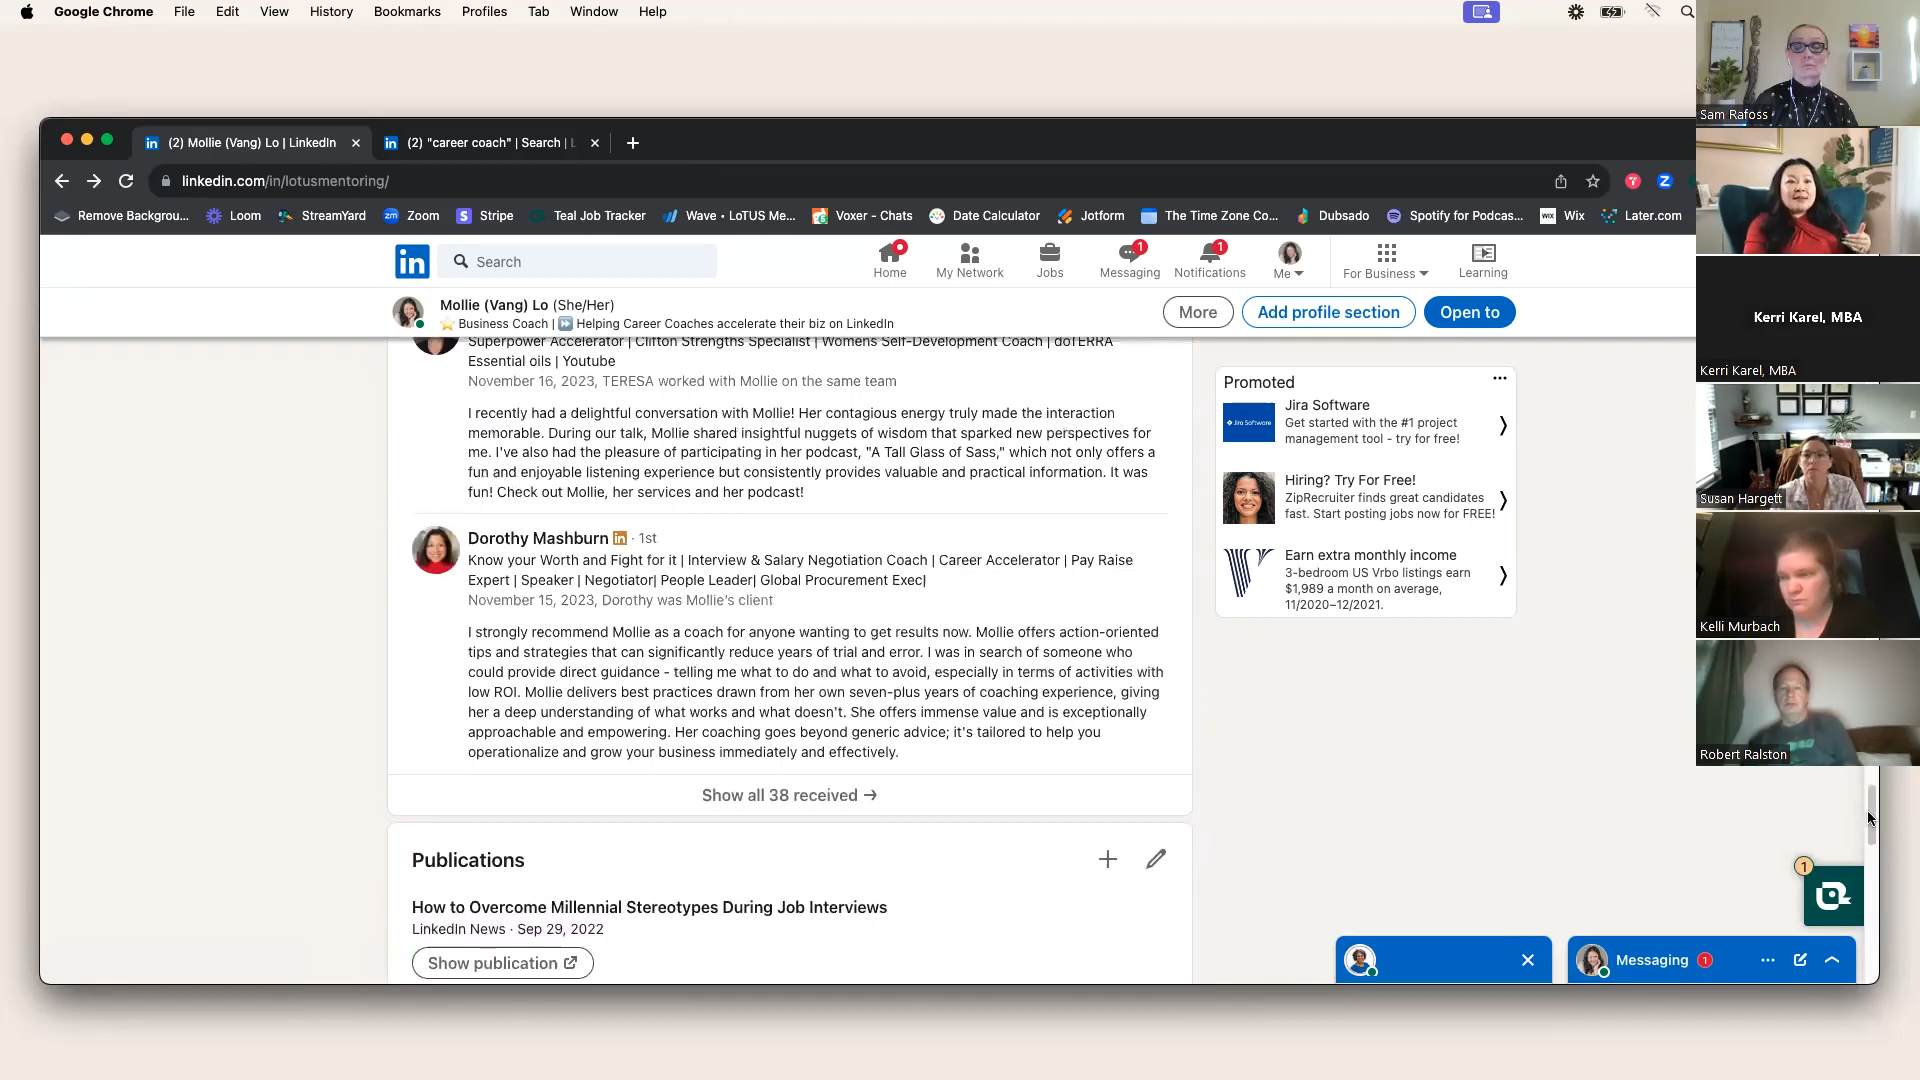 Google Chrome File Edit View History Bookmarks Profiles Tab Window Help
(2) Mollie (Vang) Lo | LinkedIn
(2) "career coach" | Search |
linkedin.com/in/lotusmentoring/
Remove Backgrou... Loom StreamYard Zoom Stripe Teal Job Tracker Wave • LoTUS Me... Voxer - Chats Date Calculator Jotform The Time Zone Co... Dubsado Spotify for Podcas... Wix Later.com
Search
Home
My Network
Jobs
1
Messaging
1
Notifications
Me
For Business
Learning
Mollie (Vang) Lo (She/Her)
Business Coach | Helping Career Coaches accelerate their biz on LinkedIn
More
Add profile section
Open to
Superpower Accelerator | Clifton Strengths Specialist | Womens Self-Development Coach | doTERRA
Essential oils | Youtube
November 16, 2023, TERESA worked with Mollie on the same team
I recently had a delightful conversation with Mollie! Her contagious energy truly made the interaction
memorable. During our talk, Mollie shared insightful nuggets of wisdom that sparked new perspectives for
me. I've also had the pleasure of participating in her podcast, "A Tall Glass of Sass," which not only offers a
fun and enjoyable listening experience but consistently provides valuable and practical information. It was
fun! Check out Mollie, her services and her podcast!
Dorothy Mashburn in · 1st
Know your Worth and Fight for it | Interview & Salary Negotiation Coach | Career Accelerator | Pay Raise
Expert | Speaker | Negotiator| People Leader| Global Procurement Exec|
November 15, 2023, Dorothy was Mollie's client
I strongly recommend Mollie as a coach for anyone wanting to get results now. Mollie offers action-oriented
tips and strategies that can significantly reduce years of trial and error. I was in search of someone who
could provide direct guidance - telling me what to do and what to avoid, especially in terms of activities with
low ROI. Mollie delivers best practices drawn from her own seven-plus years of coaching experience, giving
her a deep understanding of what works and what doesn't. She offers immense value and is exceptionally
approachable and empowering. Her coaching goes beyond generic advice; it's tailored to help you
operationalize and grow your business immediately and effectively.
Show all 38 received →
Publications
How to Overcome Millennial Stereotypes During Job Interviews
LinkedIn News · Sep 29, 2022
Show publication
Promoted
Jira Software
Jira Software
Get started with the #1 project
management tool - try for free!
Hiring? Try For Free!
ZipRecruiter finds great candidates
fast. Start posting jobs now for FREE!
Earn extra monthly income
3-bedroom US Vrbo listings earn
$1,989 a month on average,
11/2020–12/2021.
1
Messaging 1
Sam Rafoss
Kerri Karel, MBA
Kerri Karel, MBA
Susan Hargett
Kelli Murbach
Robert Ralston